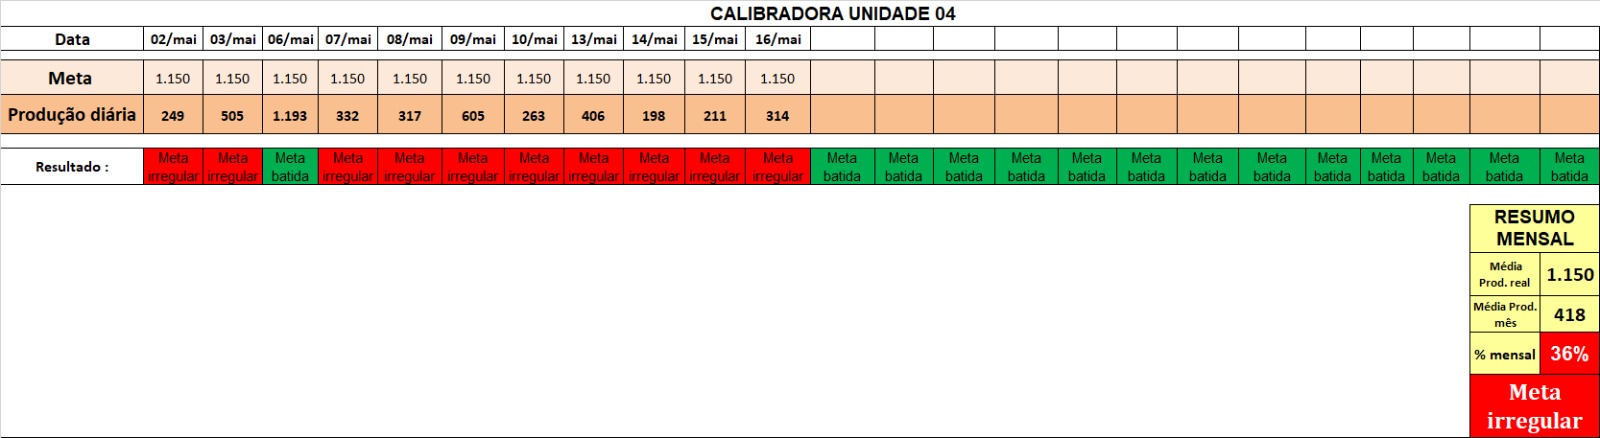 CALIBRADORA UNIDADE 04
Data 02/mai 03/mai 06/mai 07/mai 08/mai 09/mai 10/mai 13/mai 14/mai 15/mai 16/mai
Meta 1.150 1.150 1.150 1.150 1.150 1.150 1.150 1.150 1.150 1.150 1.150
Produção diária 249 505 1.193 332 317 605 263 406 198 211 314
Resultado : Meta irregular Meta irregular Meta batida Meta irregular Meta irregular Meta irregular Meta irregular Meta irregular Meta irregular Meta irregular Meta irregular Meta batida Meta batida Meta batida Meta batida Meta batida Meta batida Meta batida Meta batida Meta batida Meta batida Meta batida Meta batida Meta batida
RESUMO
MENSAL
Média
Prod. real 1.150
Média Prod.
mês 418
% mensal 36%
Meta
irregular